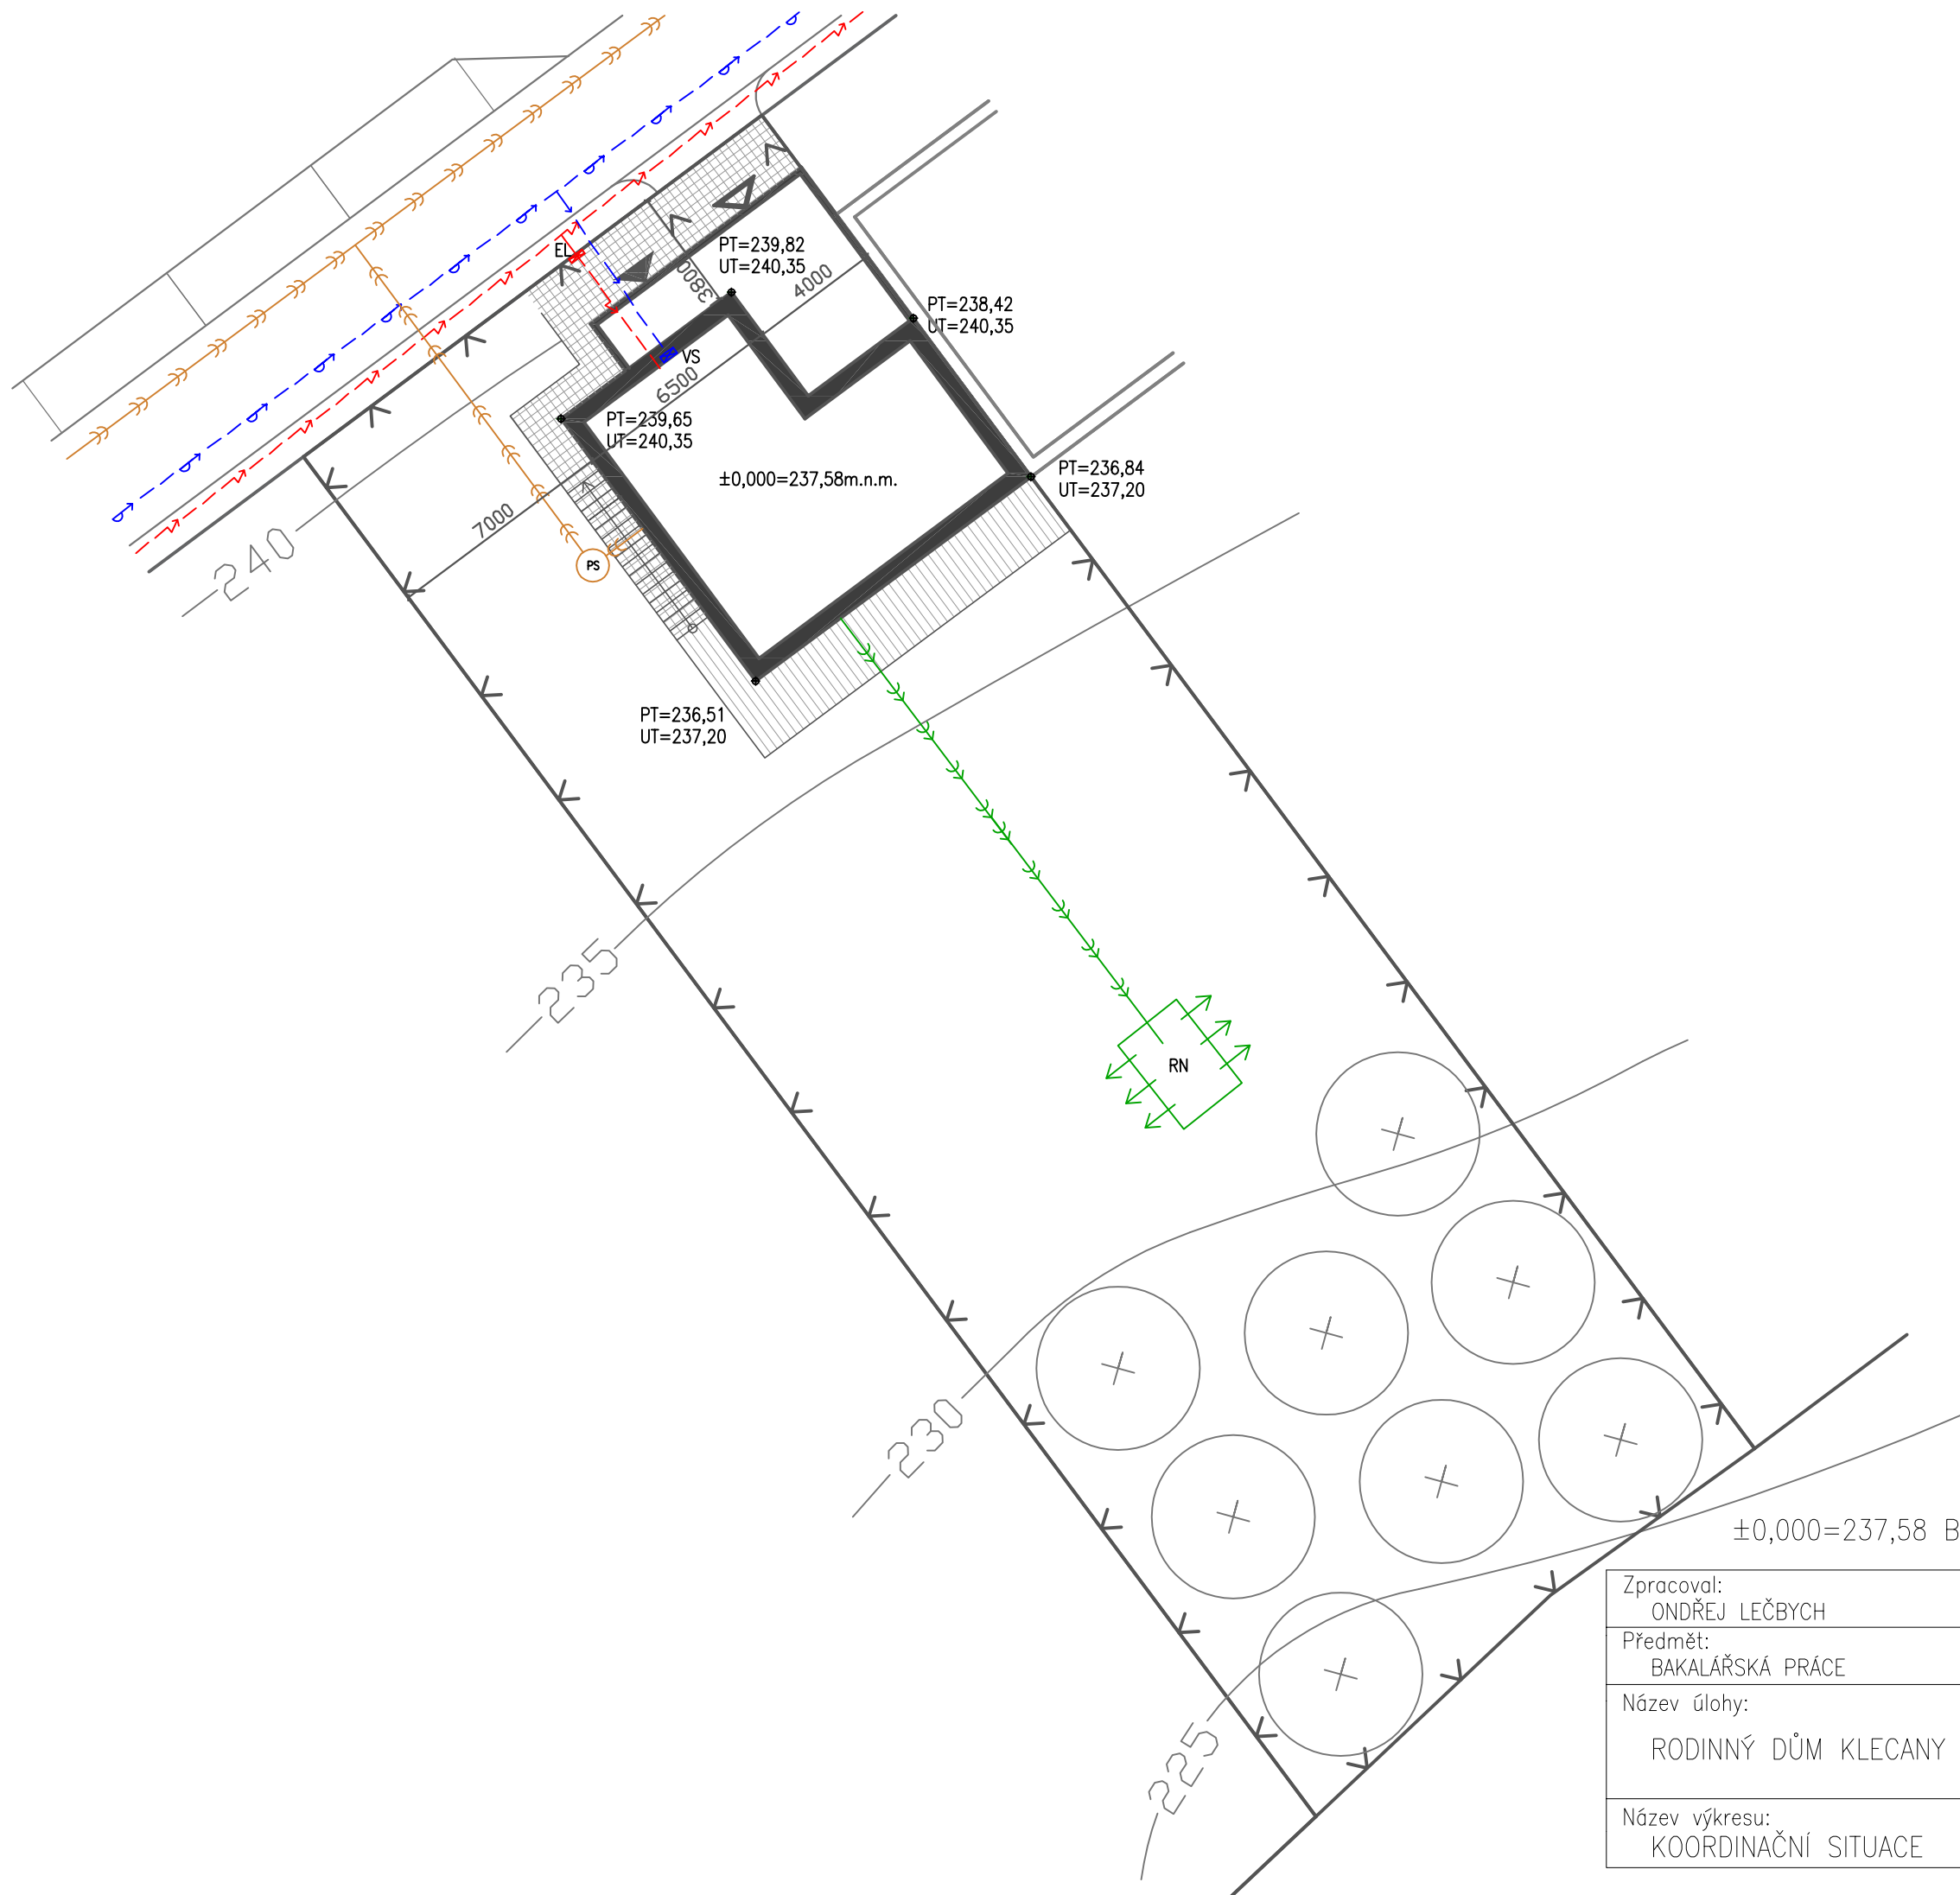 EL
PT=239,82
UT=240,35
3800
4000
PT=238,42
UT=240,35
VS
6500
PT=239,65
UT=240,35
±0,000=237,58m.n.m.
PT=236,84
UT=237,20
7000
240
PS
PT=236,51
UT=237,20
235
RN
230
225
±0,000=237,58 B
Zpracoval:
ONDŘEJ LEČBYCH
Předmět:
BAKALÁŘSKÁ PRÁCE
Název úlohy:
RODINNÝ DŮM KLECANY
Název výkresu:
KOORDINAČNÍ SITUACE